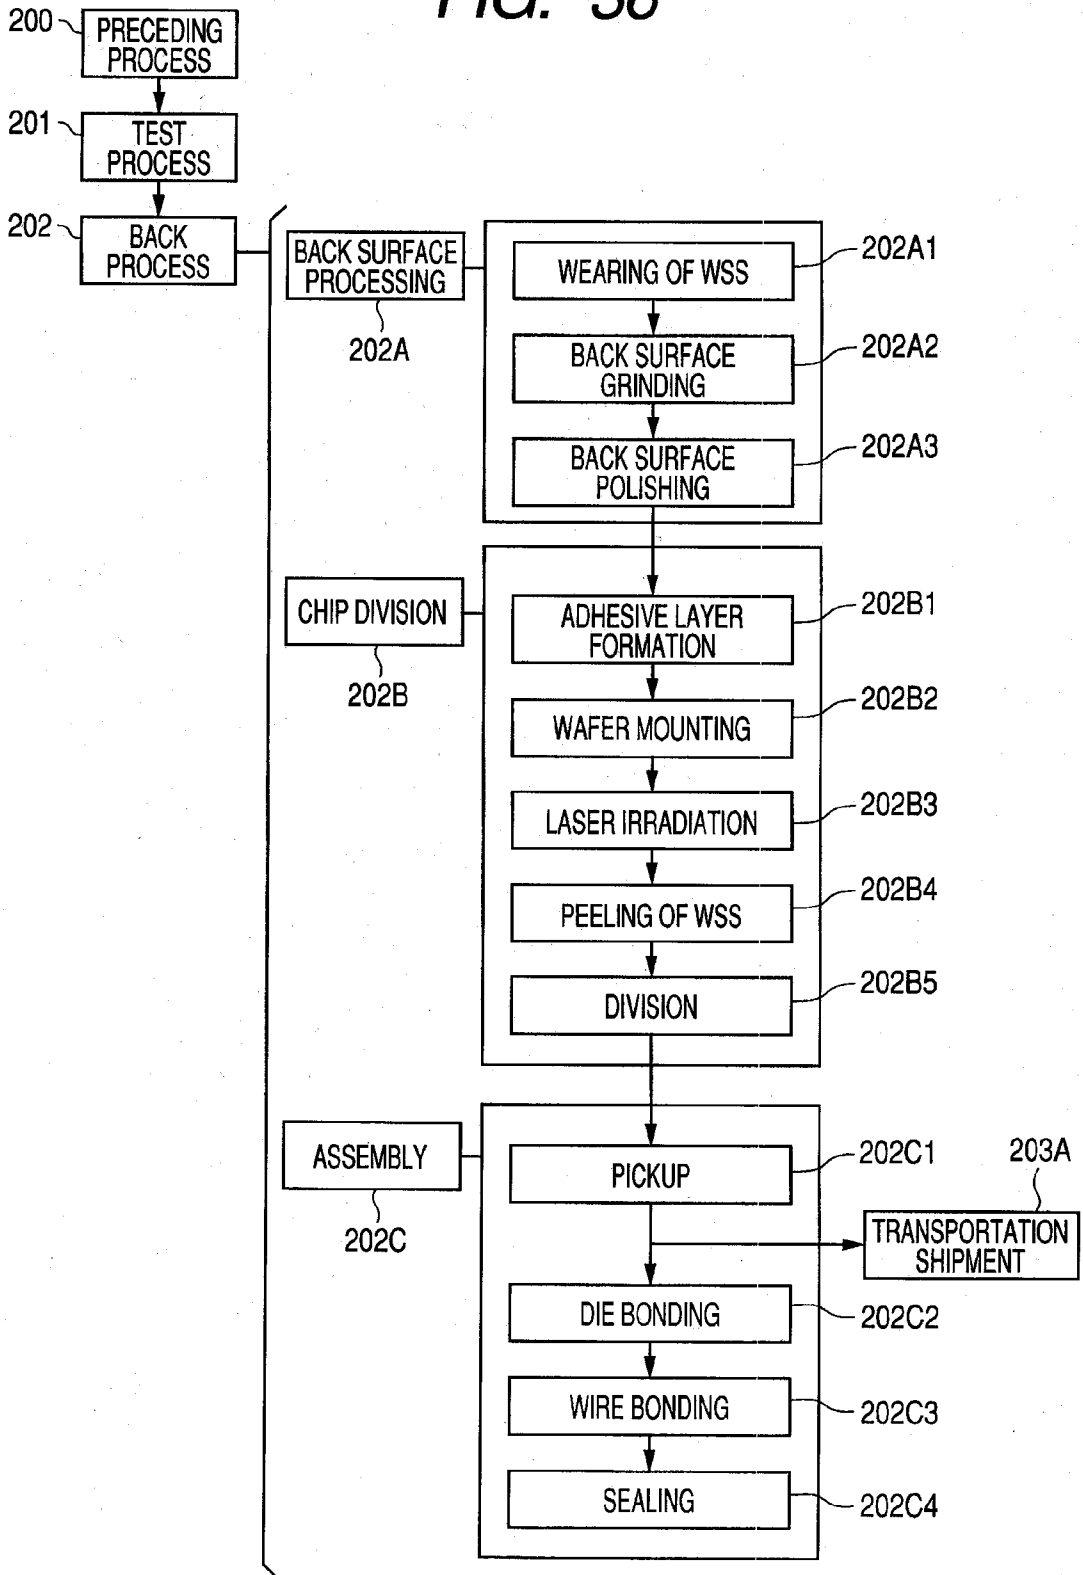 FIG. 38
200
PRECEDING
PROCESS
201
TEST
PROCESS
202
BACK
PROCESS
BACK SURFACE
PROCESSING
202A
WEARING OF WSS
202A1
BACK SURFACE
GRINDING
202A2
BACK SURFACE
POLISHING
202A3
CHIP DIVISION
202B
ADHESIVE LAYER
FORMATION
202B1
WAFER MOUNTING
202B2
LASER IRRADIATION
202B3
PEELING OF WSS
202B4
DIVISION
202B5
ASSEMBLY
202C
PICKUP
202C1
203A
TRANSPORTATION
SHIPMENT
DIE BONDING
202C2
WIRE BONDING
202C3
SEALING
202C4